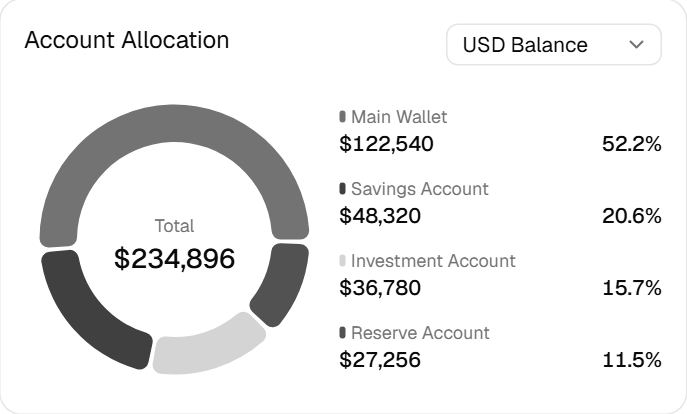 Account Allocation
USD Balance
Total
$234,896
Main Wallet
$122,540 52.2%
Savings Account
$48,320 20.6%
Investment Account
$36,780 15.7%
Reserve Account
$27,256 11.5%